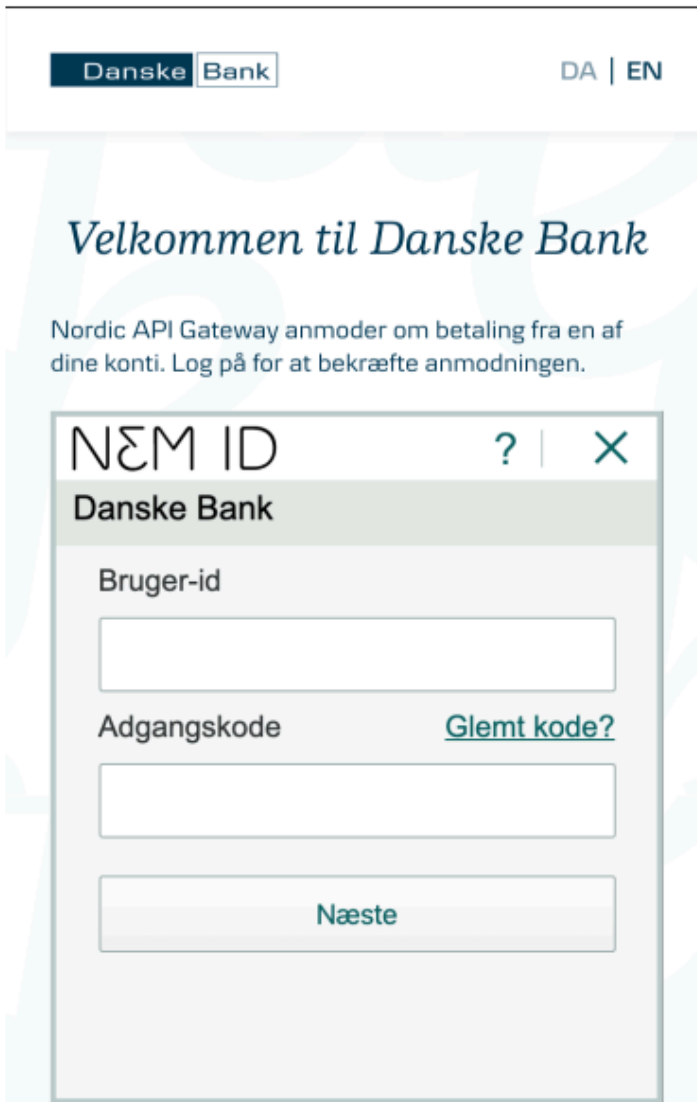 Danske Bank
DA | EN
Velkommen til Danske Bank
Nordic API Gateway anmoder om betaling fra en af
dine konti. Log på for at bekræfte anmodningen.
NEM ID ? | X
Danske Bank
Bruger-id
Adgangskode Glemt kode?
Næste